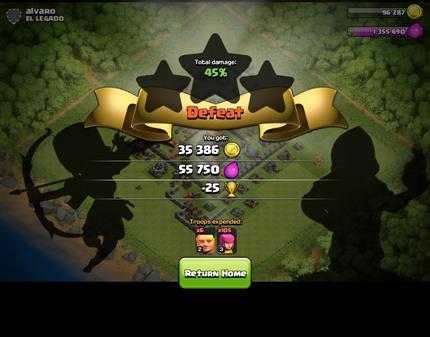 alvaro
EL LEGADO
96 287
1 355 690
Total damage:
45%
Defeat
You got:
35 386
55 750
-25
Troops expended:
x6 x105
2 3
Return Home